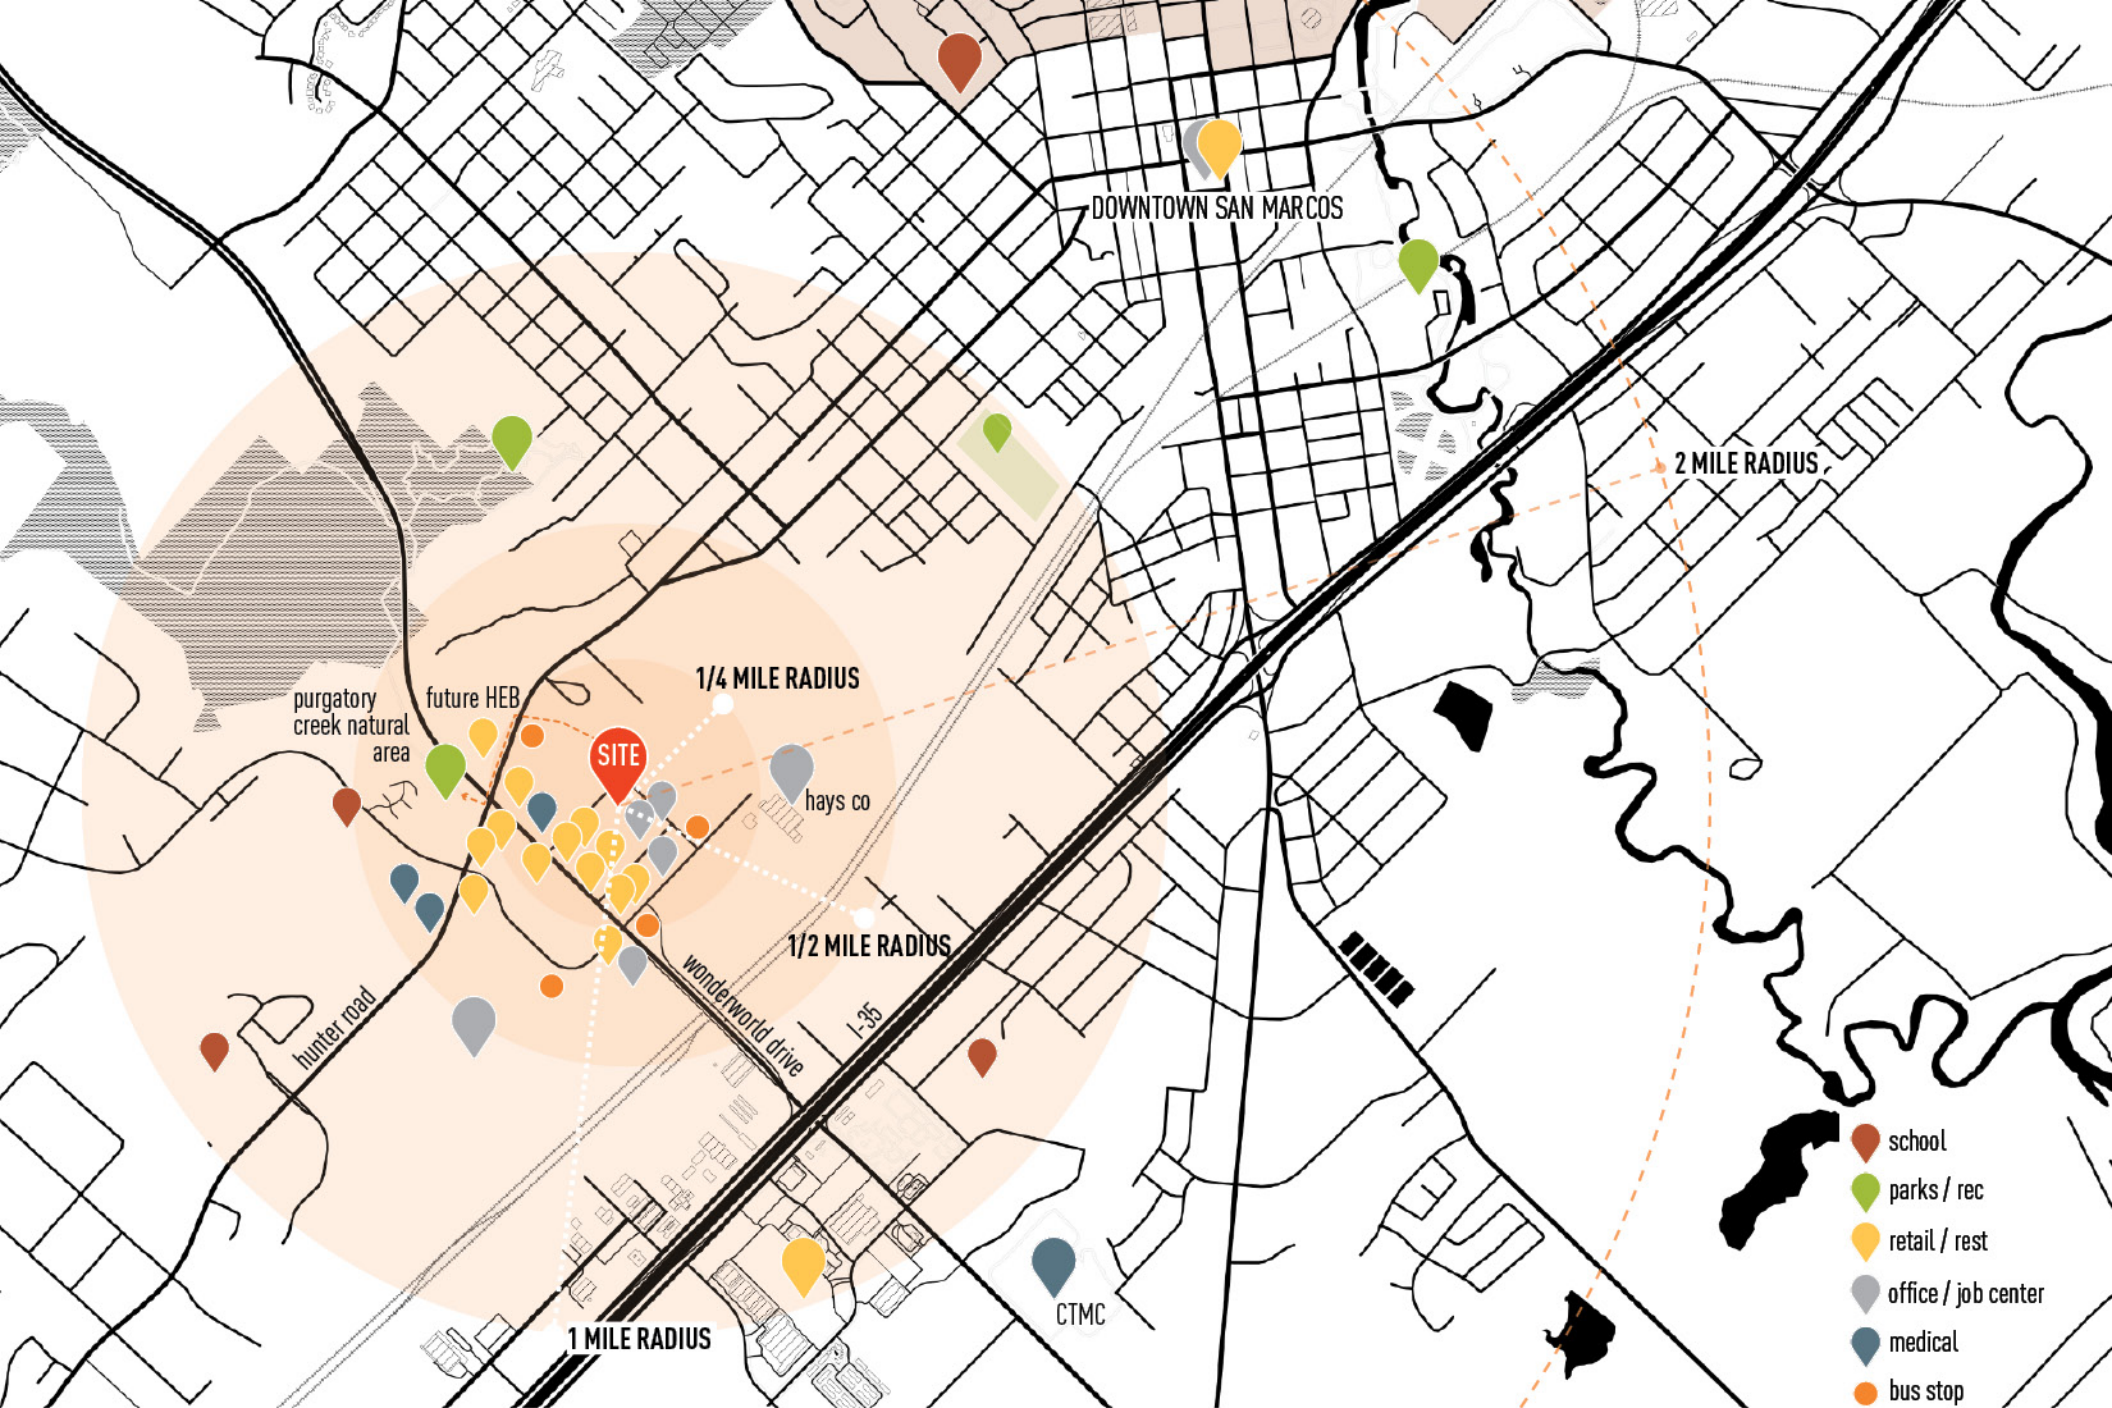 DOWNTOWN SAN MARCOS
2 MILE RADIUS
1/4 MILE RADIUS
purgatory
creek natural
area
future HEB
SITE
hays co
1/2 MILE RADIUS
wonderworld drive
I-35
hunter road
CTMC
1 MILE RADIUS
school
parks / rec
retail / rest
office / job center
medical
bus stop